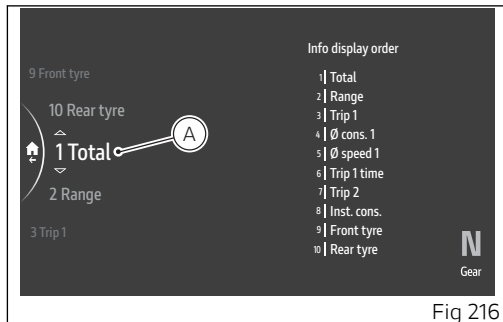 9 Front tyre
10 Rear tyre
1 Total
2 Range
3 Trip 1
A
Info display order
1 Total
2 Range
3 Trip 1
4 Ø cons. 1
5 Ø speed 1
6 Trip 1 time
7 Trip 2
8 Inst. cons.
9 Front tyre
10 Rear tyre
N
Gear
Fig 216